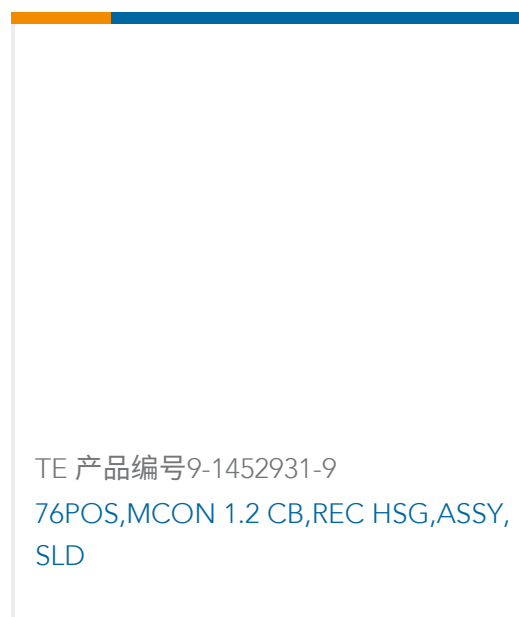 TE 产品编号9-1452931-9
76POS,MCON 1.2 CB,REC HSG,ASSY,
SLD